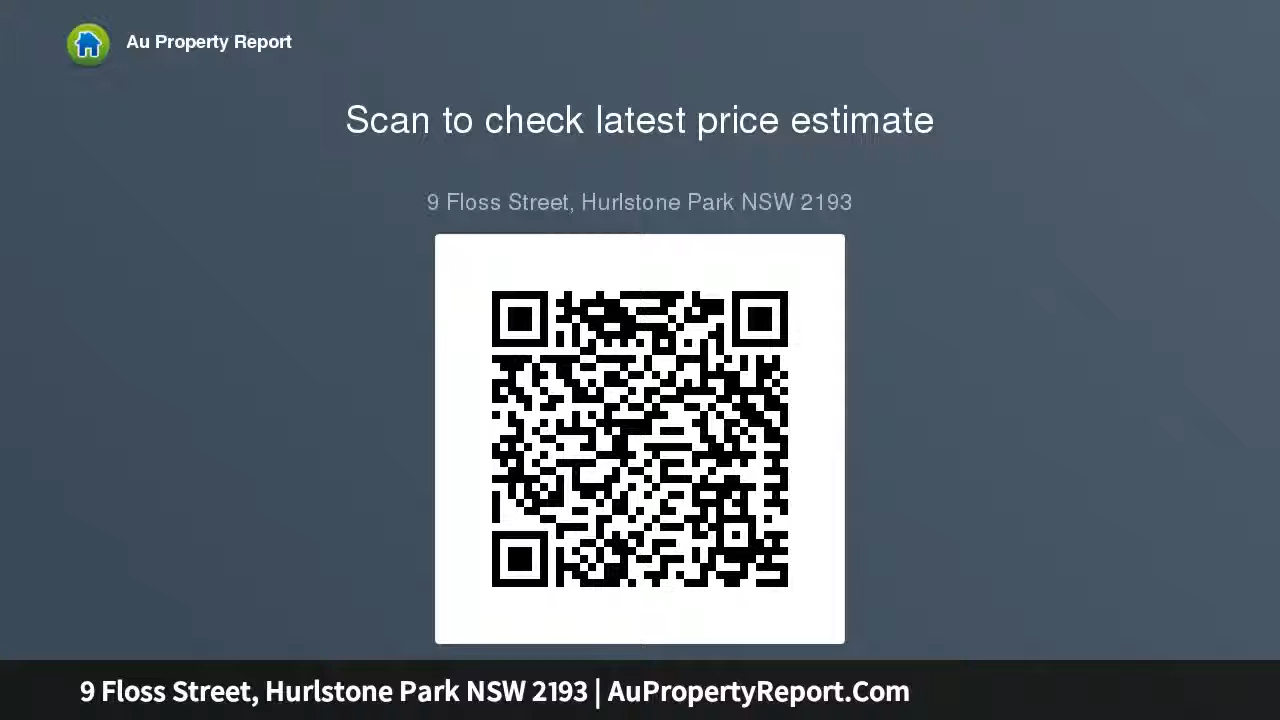 Au Property Report
Scan to check latest price estimate
9 Floss Street, Hurlstone Park NSW 2193
9 Floss Street, Hurlstone Park NSW 2193 | AuPropertyReport.Com